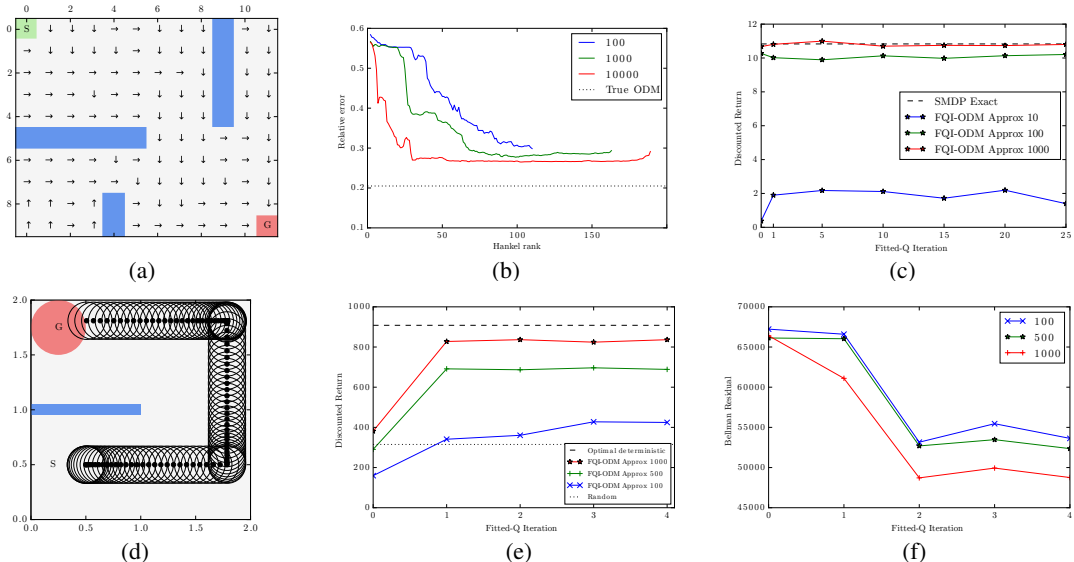 0 2 4 6 8 10
0
2
4
6
8
S
G
(a)
0.6
0.5
0.4
0.3
0.2
0.1
0 50 100 150
Relative error
Hankel rank
100
1000
10000
True ODM
(b)
12
10
8
6
4
2
0
0 1 5 10 15 20 25
Discounted Return
Fitted-Q Iteration
SMDP Exact
FQI-ODM Approx 10
FQI-ODM Approx 100
FQI-ODM Approx 1000
(c)
2.0
1.5
1.0
0.5
0.0
0.0 0.5 1.0 1.5 2.0
G
S
(d)
1000
800
600
400
200
0
0 1 2 3 4
Discounted Return
Fitted-Q Iteration
Optimal deterministic
FQI-ODM Approx 1000
FQI-ODM Approx 500
FQI-ODM Approx 100
Random
(e)
70000
65000
60000
55000
50000
45000
0 1 2 3 4
Bellman Residual
Fitted-Q Iteration
100
500
1000
(f)